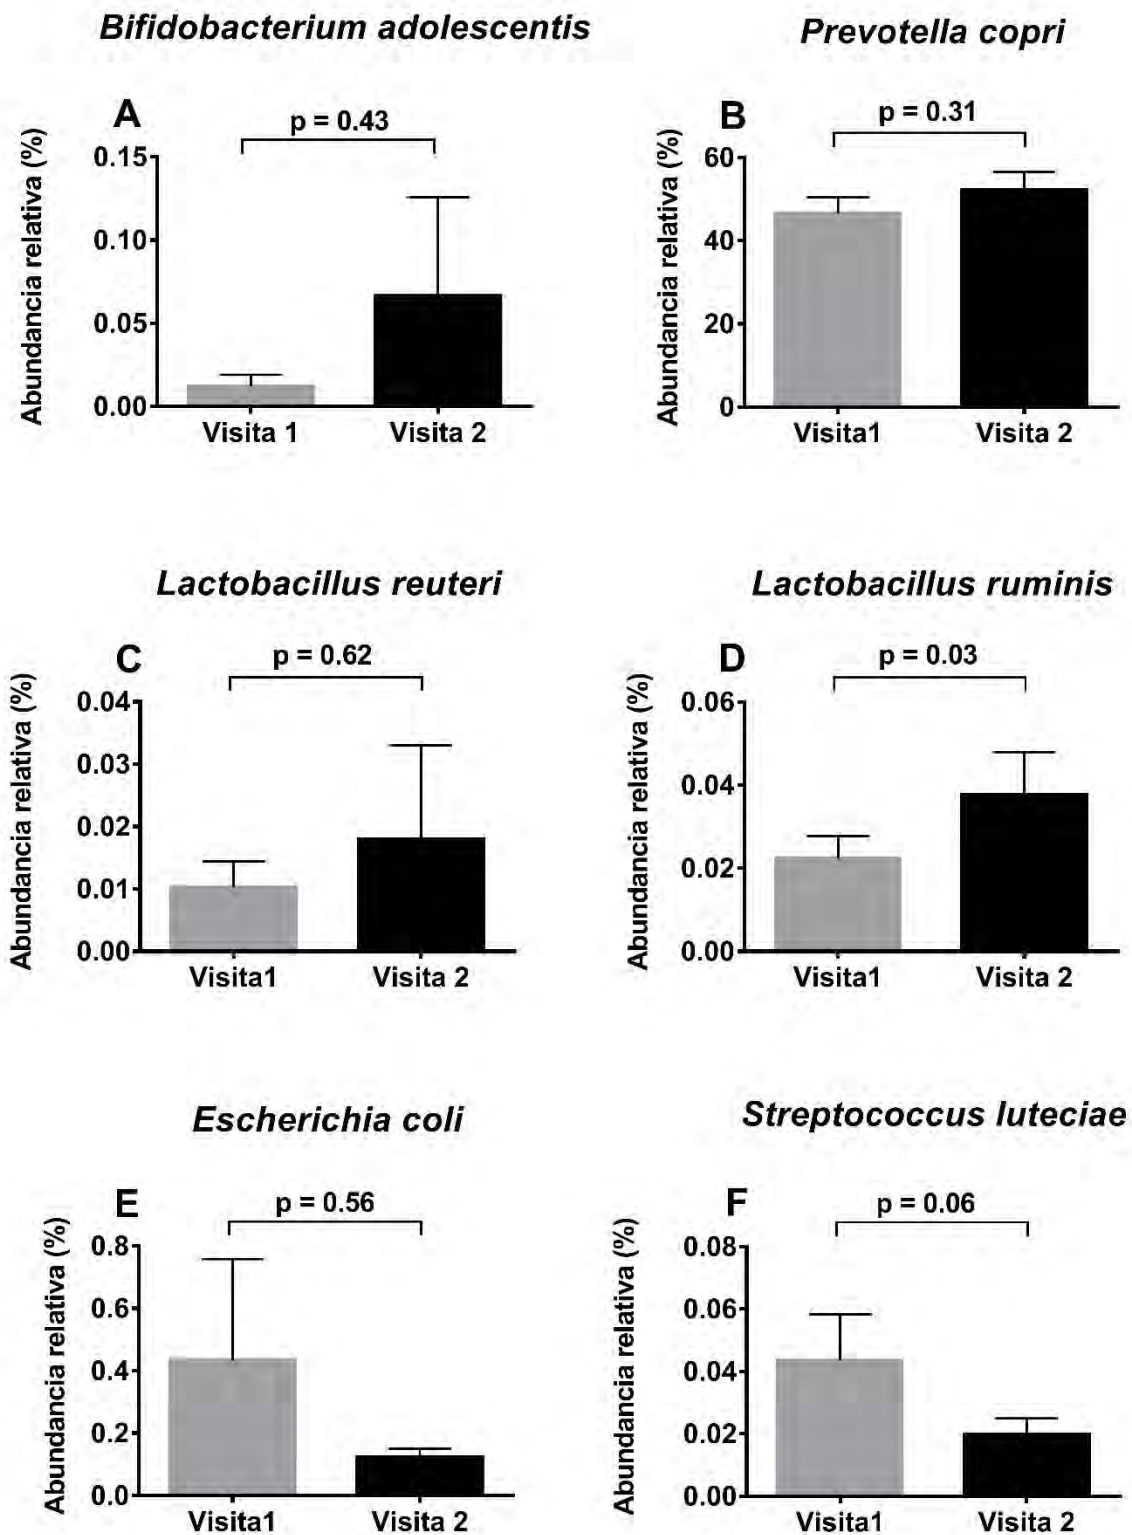 Bifidobacterium adolescentis
A
p = 0.43
Abundancia relativa (%)
0.15
0.10
0.05
0.00
Visita 1 Visita 2
Prevotella copri
B
p = 0.31
Abundancia relativa (%)
60
40
20
0
Visita1 Visita 2
Lactobacillus reuteri
C
p = 0.62
Abundancia relativa (%)
0.04
0.03
0.02
0.01
0.00
Visita1 Visita 2
Lactobacillus ruminis
D
p = 0.03
Abundancia relativa (%)
0.06
0.04
0.02
0.00
Visita1 Visita 2
Escherichia coli
E
p = 0.56
Abundancia relativa (%)
0.8
0.6
0.4
0.2
0.0
Visita1 Visita 2
Streptococcus luteciae
F
p = 0.06
Abundancia relativa (%)
0.08
0.06
0.04
0.02
0.00
Visita1 Visita 2